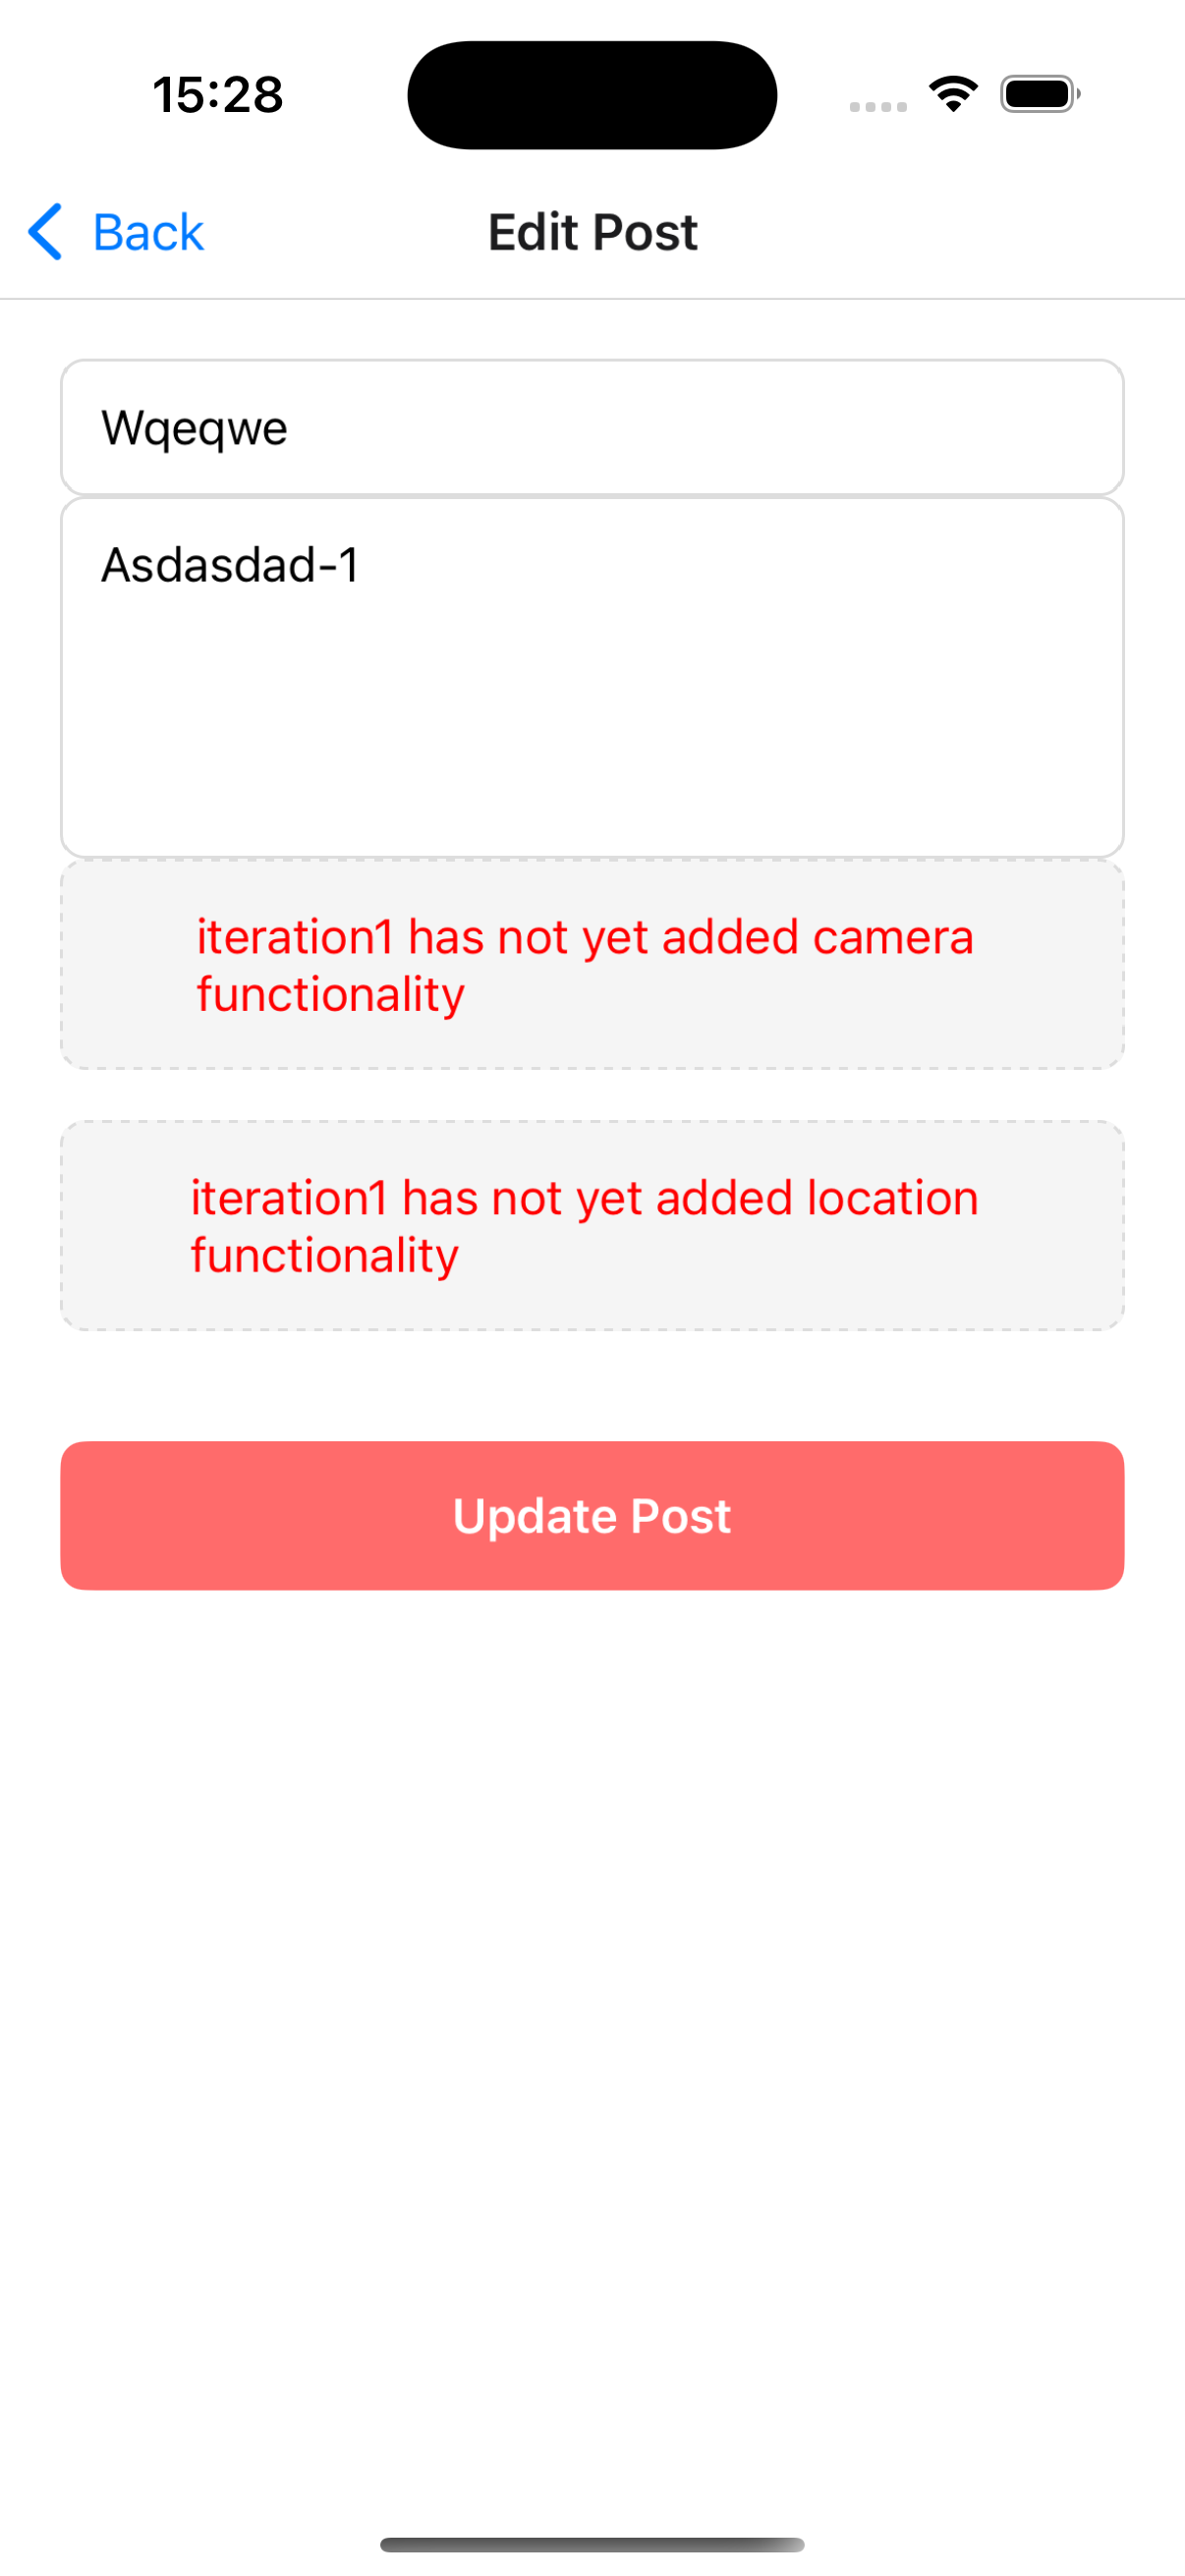 15:28
Back
Edit Post
Wqeqwe
Asdasdad-1
iteration1 has not yet added camera
functionality
iteration1 has not yet added location
functionality
Update Post